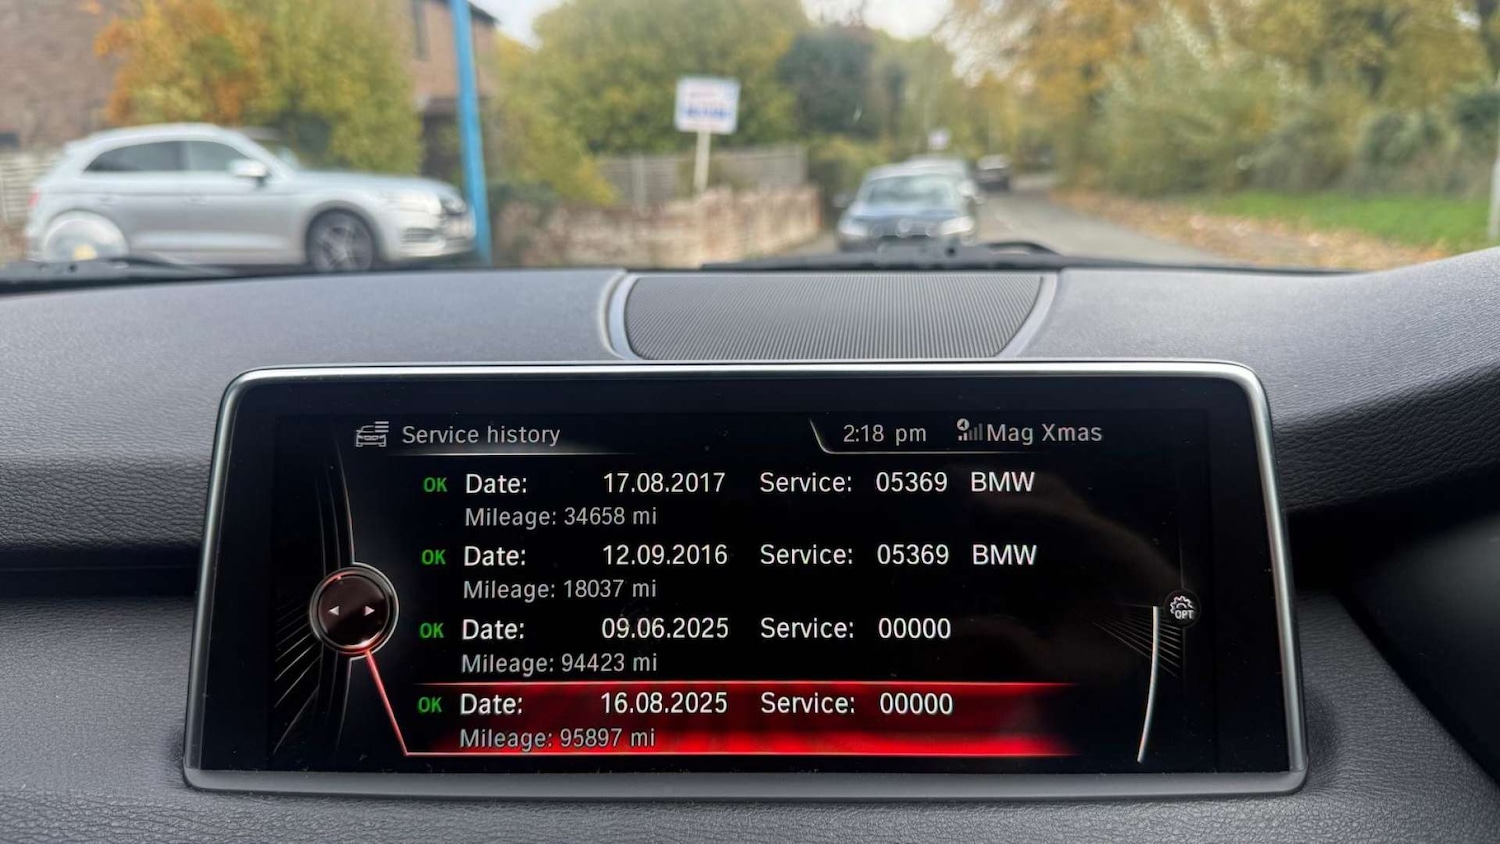 Service history 2:18 pm Mag Xmas
OK Date: 17.08.2017 Service: 05369 BMW
Mileage: 34658 mi
OK Date: 12.09.2016 Service: 05369 BMW
Mileage: 18037 mi
OK Date: 09.06.2025 Service: 00000
Mileage: 94423 mi
OPT
OK Date: 16.08.2025 Service: 00000
Mileage: 95897 mi